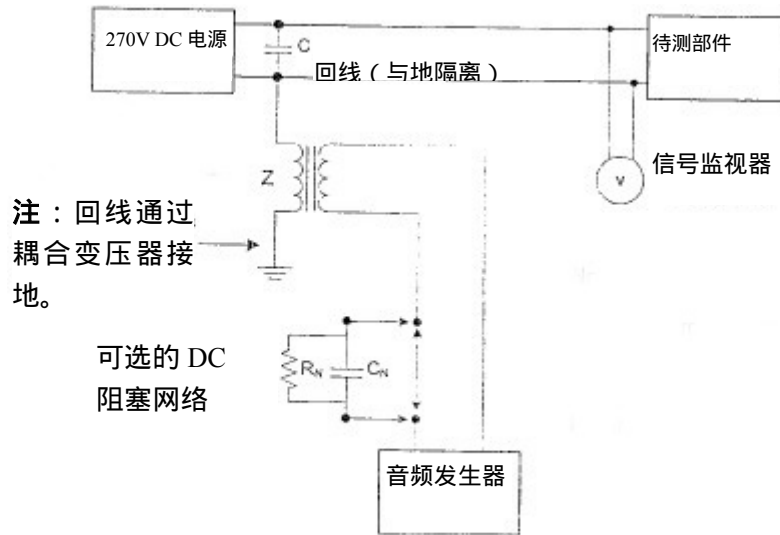 270V DC 电源
C
待测部件
回线（与地隔离）
Z
V
信号监视器
注：回线通过
耦合变压器接
地。
可选的 DC
阻塞网络
R_N
C_N
音频发生器